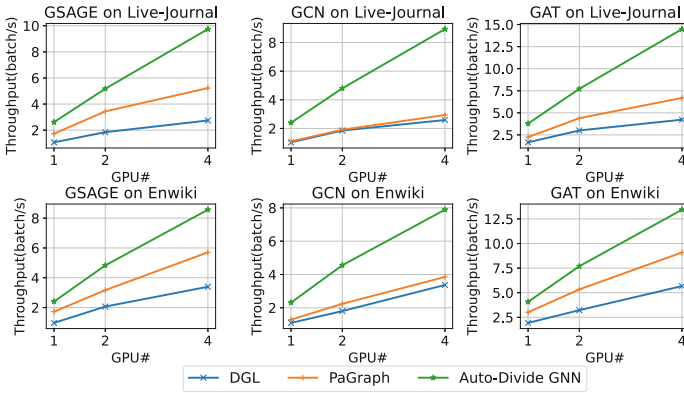 GSAGE on Live-Journal
GCN on Live-Journal
GAT on Live-Journal
Throughput(batch/s)
10
8
6
4
2
1
2
4
GPU#
Throughput(batch/s)
8
6
4
2
1
2
4
GPU#
Throughput(batch/s)
15.0
12.5
10.0
7.5
5.0
2.5
1
2
4
GPU#
GSAGE on Enwiki
GCN on Enwiki
GAT on Enwiki
Throughput(batch/s)
8
6
4
2
1
2
4
GPU#
Throughput(batch/s)
8
6
4
2
1
2
4
GPU#
Throughput(batch/s)
12.5
10.0
7.5
5.0
2.5
1
2
4
GPU#
DGL
PaGraph
Auto-Divide GNN